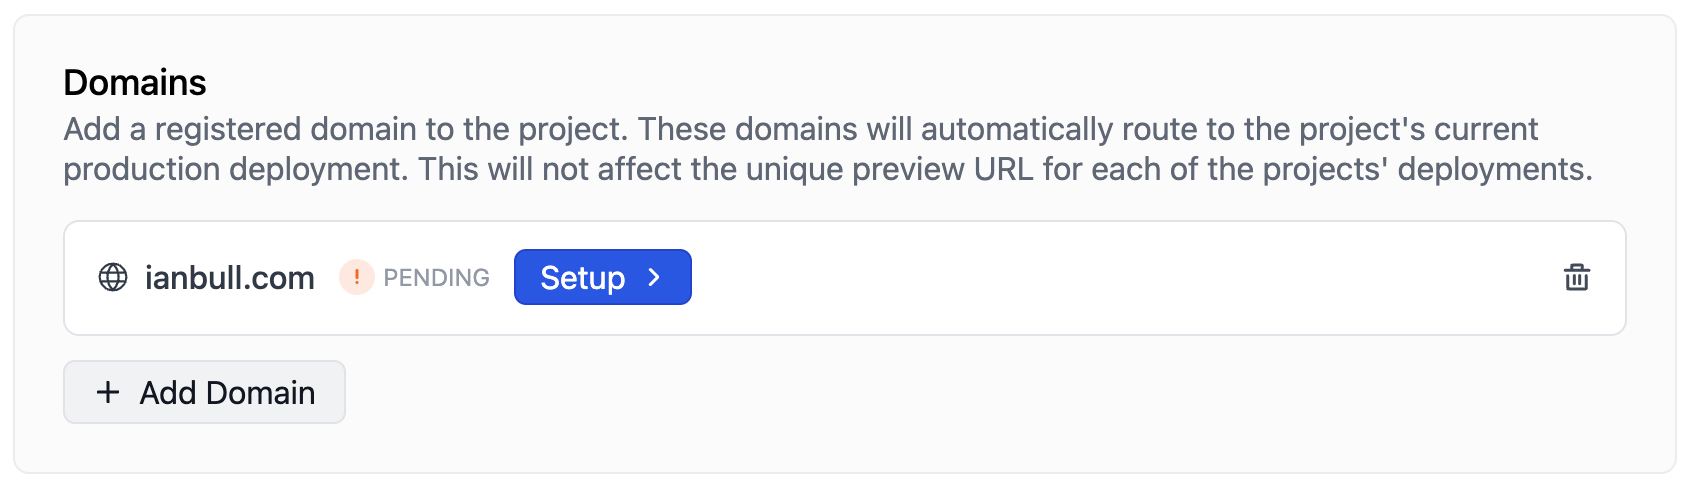 Domains
Add a registered domain to the project. These domains will automatically route to the project's current
production deployment. This will not affect the unique preview URL for each of the projects' deployments.
ianbull.com ! PENDING Setup
Add Domain